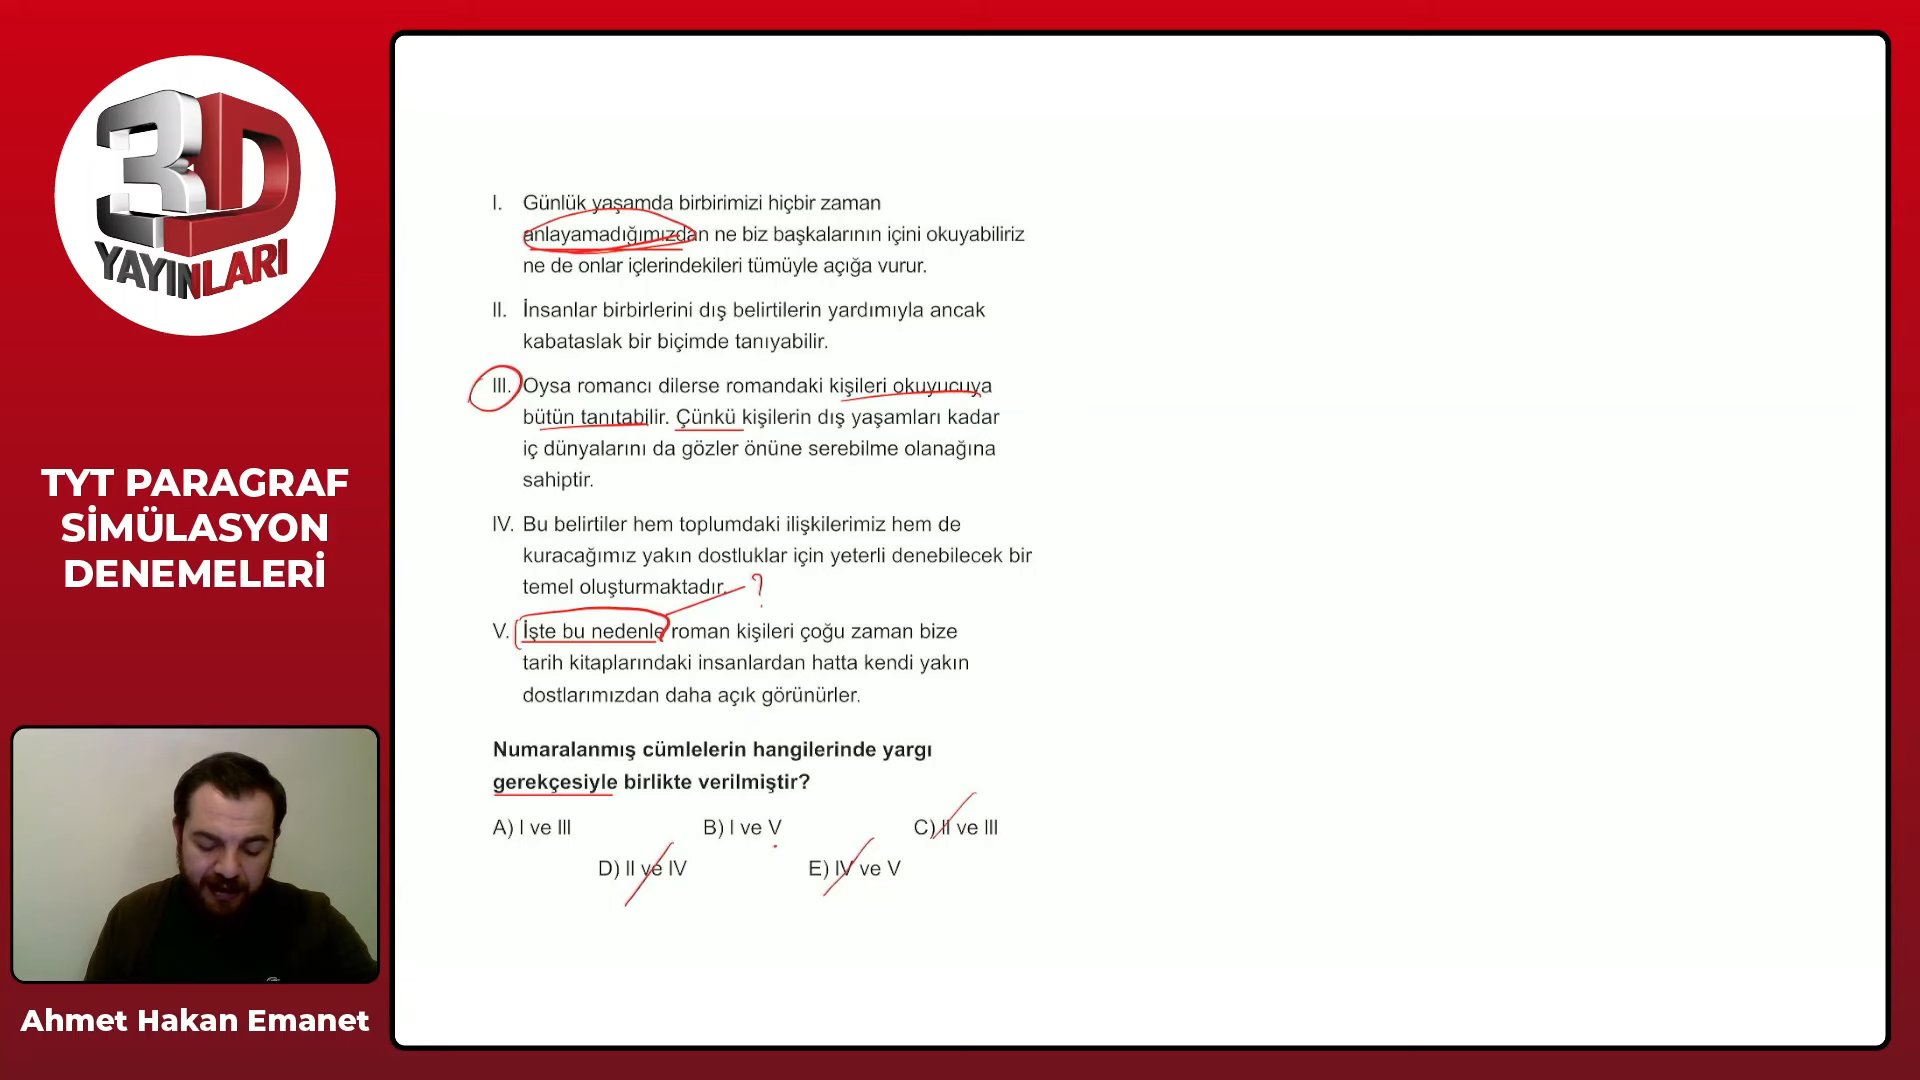 3D
YAYINLARI
TYT PARAGRAF
SİMÜLASYON
DENEMELERİ
Ahmet Hakan Emanet
I. Günlük yaşamda birbirimizi hiçbir zaman
anlayamadığımızdan ne biz başkalarının içini okuyabiliriz
ne de onlar içlerindekileri tümüyle açığa vurur.
II. İnsanlar birbirlerini dış belirtilerin yardımıyla ancak
kabataslak bir biçimde tanıyabilir.
III. Oysa romancı dilerse romandaki kişileri okuyucuya
bütün tanıtabilir. Çünkü kişilerin dış yaşamları kadar
iç dünyalarını da gözler önüne serebilme olanağına
sahiptir.
IV. Bu belirtiler hem toplumdaki ilişkilerimiz hem de
kuracağımız yakın dostluklar için yeterli denebilecek bir
temel oluşturmaktadır. ?
V. İşte bu nedenle roman kişileri çoğu zaman bize
tarih kitaplarındaki insanlardan hatta kendi yakın
dostlarımızdan daha açık görünürler.
Numaralanmış cümlelerin hangilerinde yargı
gerekçesiyle birlikte verilmiştir?
A) I ve III B) I ve V C) II ve III
D) II ve IV E) IV ve V